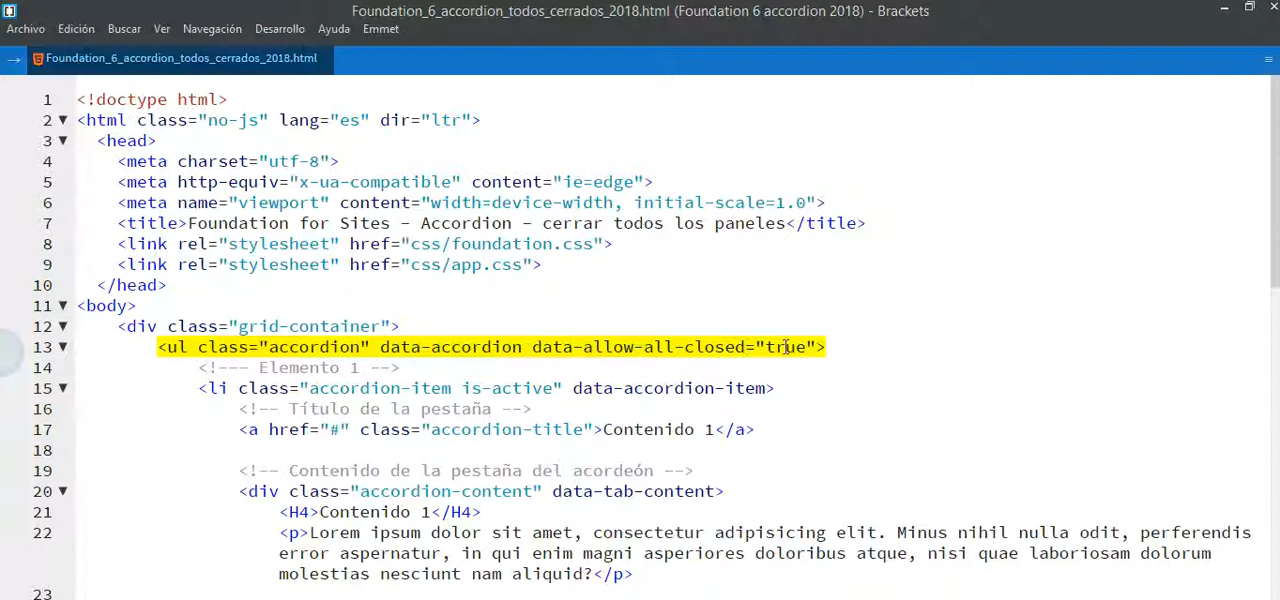 Foundation_6_accordion_todos_cerrados_2018.html (Foundation 6 accordion 2018) - Brackets
Archivo Edición Buscar Ver Navegación Desarrollo Ayuda Emmet
Foundation_6_accordion_todos_cerrados_2018.html
1 <!doctype html>
2 <html class="no-js" lang="es" dir="ltr">
3 <head>
4 <meta charset="utf-8">
5 <meta http-equiv="x-ua-compatible" content="ie=edge">
6 <meta name="viewport" content="width=device-width, initial-scale=1.0">
7 <title>Foundation for Sites - Accordion - cerrar todos los paneles</title>
8 <link rel="stylesheet" href="css/foundation.css">
9 <link rel="stylesheet" href="css/app.css">
10 </head>
11 <body>
12 <div class="grid-container">
13 <ul class="accordion" data-accordion data-allow-all-closed="true">
14 <!--- Elemento 1 -->
15 <li class="accordion-item is-active" data-accordion-item>
16 <!-- Título de la pestaña -->
17 <a href="#" class="accordion-title">Contenido 1</a>
18
19 <!-- Contenido de la pestaña del acordeón -->
20 <div class="accordion-content" data-tab-content>
21 <H4>Contenido 1</H4>
22 <p>Lorem ipsum dolor sit amet, consectetur adipisicing elit. Minus nihil nulla odit, perferendis
error aspernatur, in qui enim magni asperiores doloribus atque, nisi quae laboriosam dolorum
molestias nesciunt nam aliquid?</p>
23